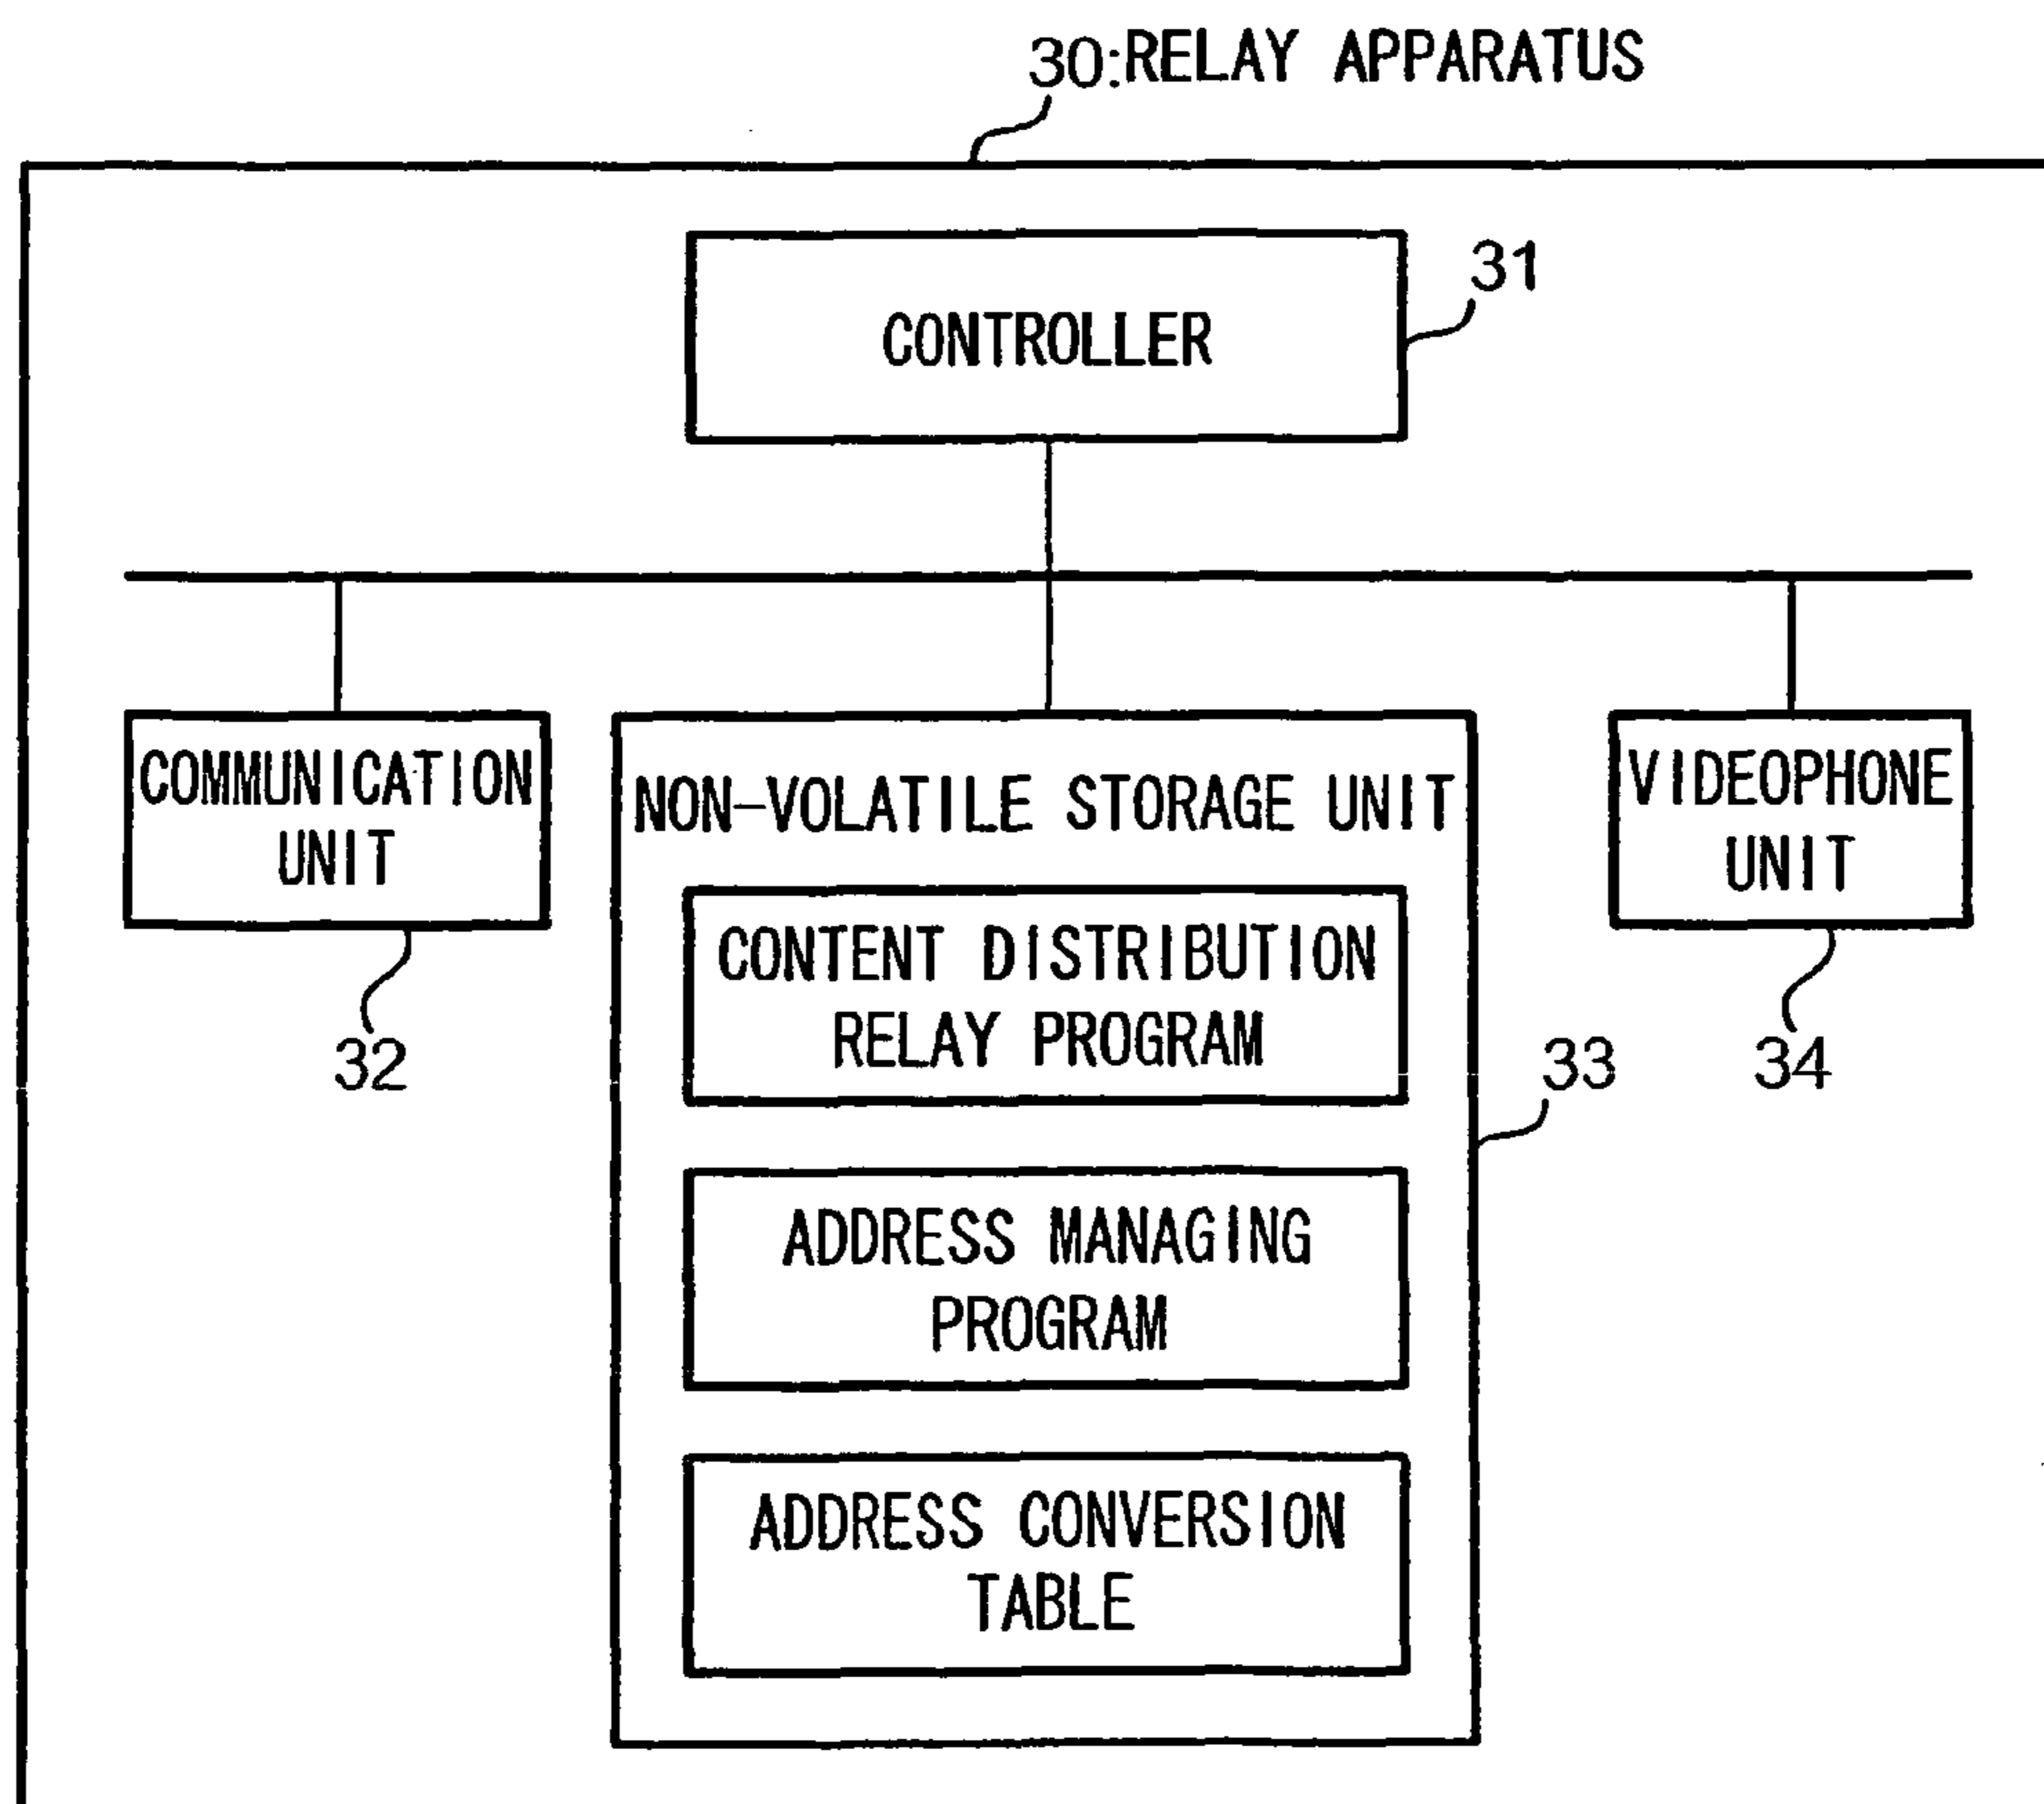 30:RELAY APPARATUS
CONTROLLER
31
COMMUNICATION
UNIT
32
NON-VOLATILE STORAGE UNIT
CONTENT DISTRIBUTION
RELAY PROGRAM
ADDRESS MANAGING
PROGRAM
ADDRESS CONVERSION
TABLE
33
VIDEOPHONE
UNIT
34